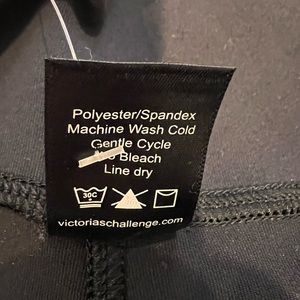 Polyester/Spandex
Machine Wash Cold
Gentle Cycle
Bleach
Line dry
30C
victoriaschallenge.com